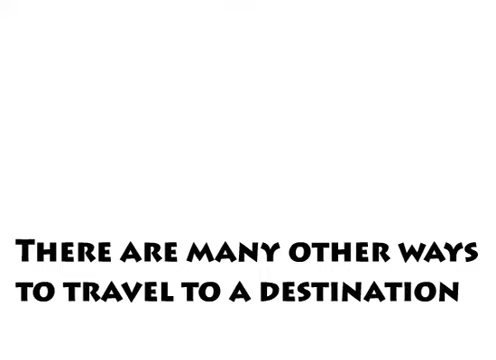 There are many other ways
to travel to a destination